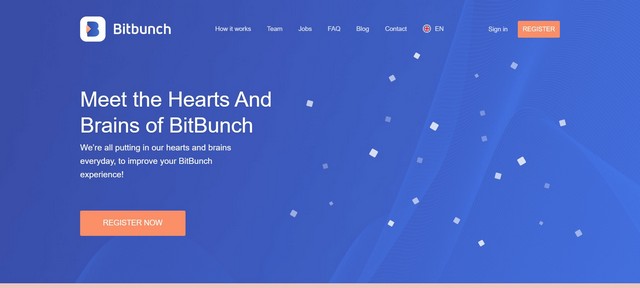 Bitbunch
How it works Team Jobs FAQ Blog Contact EN Sign in REGISTER
Meet the Hearts And
Brains of BitBunch
We're all putting in our hearts and brains
everyday, to improve your BitBunch
experience!
REGISTER NOW